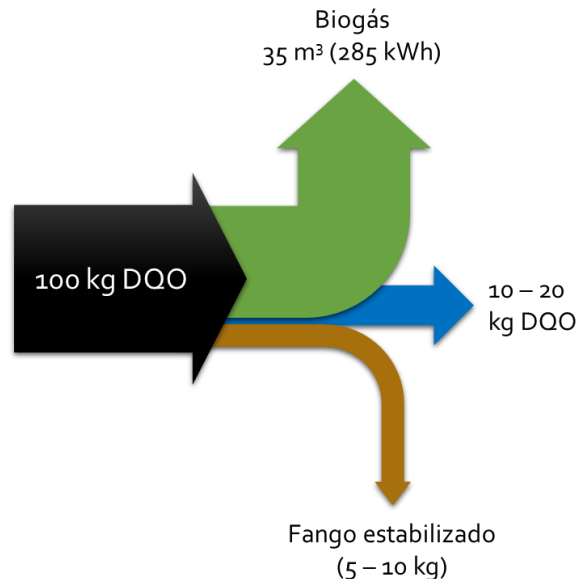 Biogás
35 m³ (285 kWh)
100 kg DQO
10 – 20
kg DQO
Fango estabilizado
(5 – 10 kg)